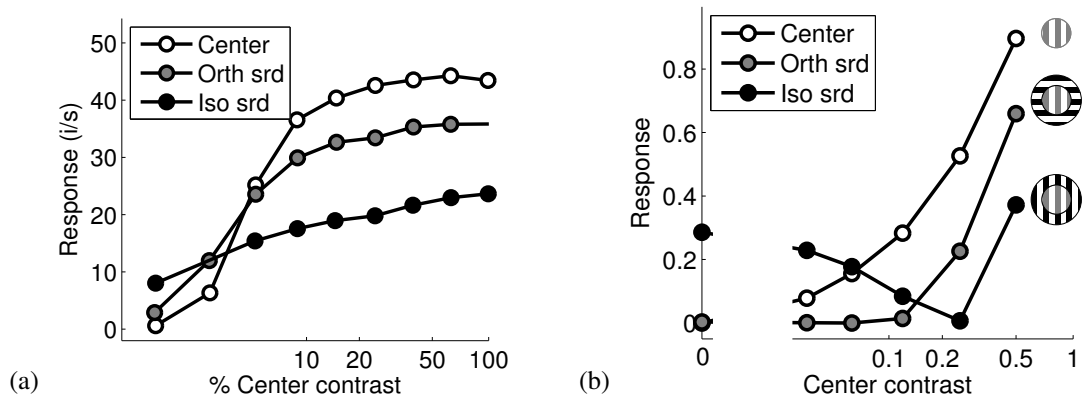 50
40
30
20
10
0
Response (i/s)
Center
Orth srd
Iso srd
10
20
50
100
% Center contrast
(a)
0.8
0.6
0.4
0.2
0
Response
Center
Orth srd
Iso srd
0
0.1
0.2
0.5
1
Center contrast
(b)